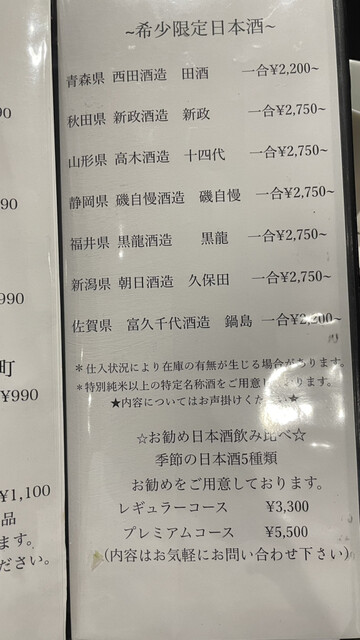 ~希少限定日本酒~
青森県 西田酒造 田酒 一合¥2,200~
秋田県 新政酒造 新政 一合¥2,750~
山形県 高木酒造 十四代 一合¥2,750~
静岡県 磯自慢酒造 磯自慢 一合¥2,750~
福井県 黒龍酒造 黒龍 一合¥2,750~
新潟県 朝日酒造 久保田 一合¥2,750~
佐賀県 富久千代酒造 鍋島 一合
*仕入状況により在庫の有無が生じる場合があります。
*特別純米以上の特定名称酒をご用意しております。
★内容についてはお声掛けください★
☆お勧め日本酒飲み比べ☆
季節の日本酒5種類
お勧めをご用意しております。
レギュラーコース ¥3,300
プレミアムコース ¥5,500
(内容はお気軽にお問い合わせ下さい)
90
990
町
¥990
¥1,100
品
ます。
ださい。